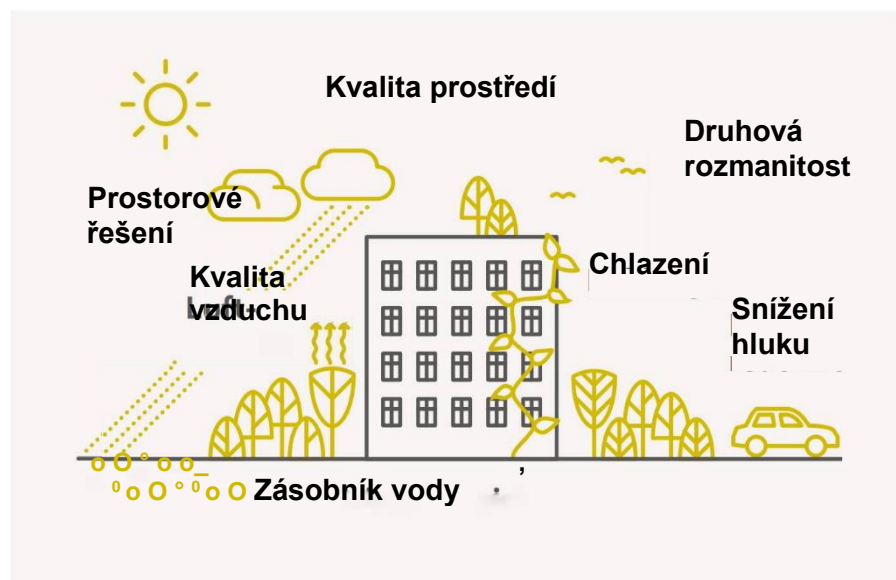 Kvalita prostředí
Druhová
rozmanitost
Prostorové
řešení
Chlazení
Kvalita
vzduchu
Snížení
hluku
Zásobník vody